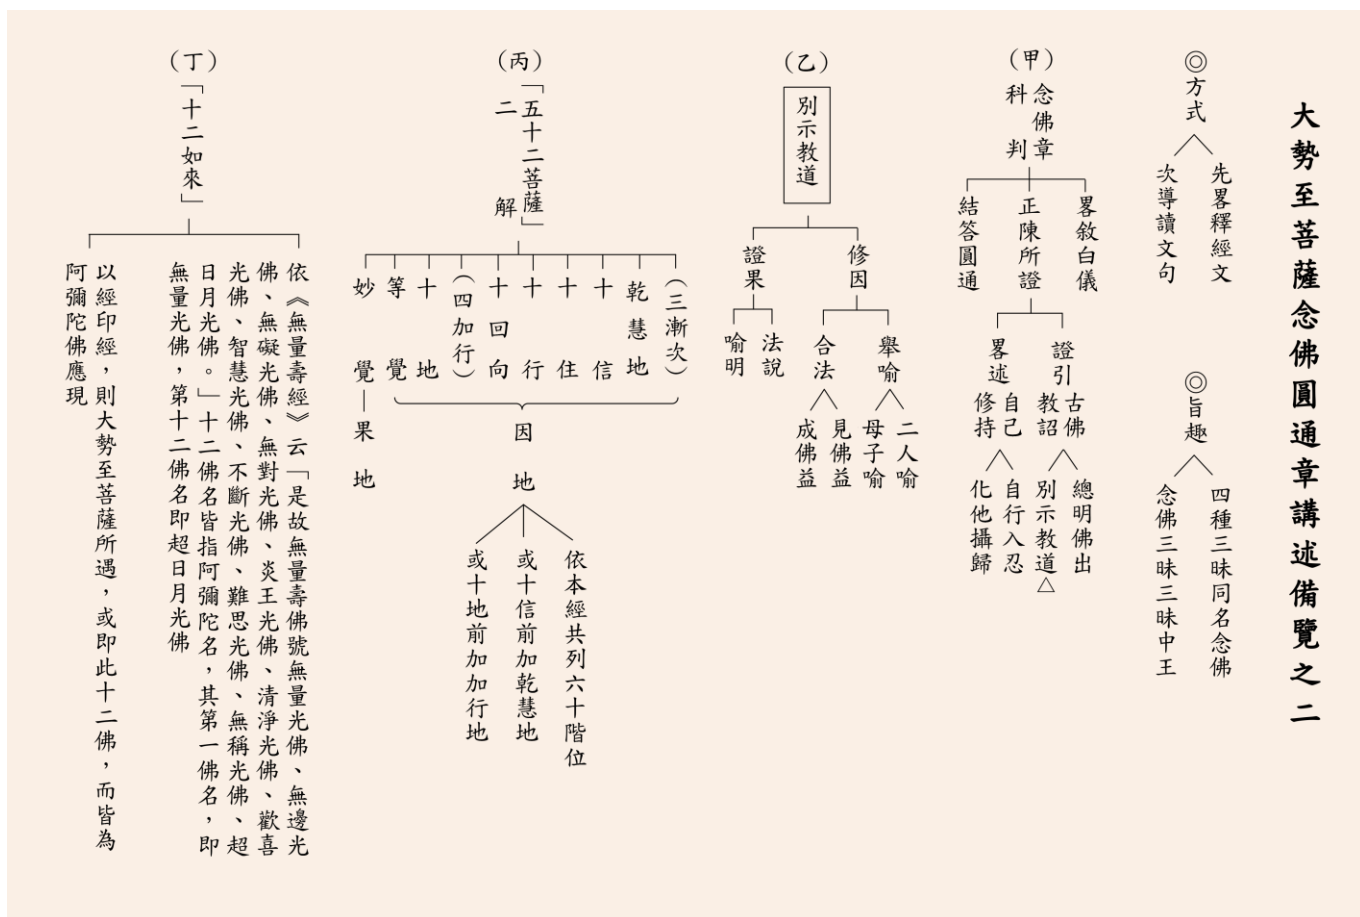 大勢至菩薩念佛圓通章講述備覽之二
◎方式
先畧釋經文
次導讀文句
◎旨趣
四種三昧同名念佛
念佛三昧三昧中王
（甲）
念佛章
科判
畧敘白儀
正陳所證
結答圓通
證引
古佛
教詔
總明佛出
別示教道△
畧述
自己
修持
自行入忍
化他攝歸
（乙）
別示教道
修因
舉喻
二人喻
母子喻
合法
見佛益
成佛益
證果
法說
喻明
（丙）
「五十二菩薩」
二解
（三漸次）
乾慧地
十信
十住
十行
十回向
（四加行）
十地
等覺
妙覺
因地
果地
依本經共列六十階位
或十信前加乾慧地
或十地前加加行地
（丁）
「十二如來」
依《無量壽經》云「是故無量壽佛號無量光佛、無邊光
佛、無礙光佛、無對光佛、炎王光佛、清淨光佛、歡喜
光佛、智慧光佛、不斷光佛、難思光佛、無稱光佛、超
日月光佛。」十二佛名皆指阿彌陀名，其第一佛名，即
無量光佛，第十二佛名即超日月光佛
以經印經，則大勢至菩薩所遇，或即此十二佛，而皆為
阿彌陀佛應現